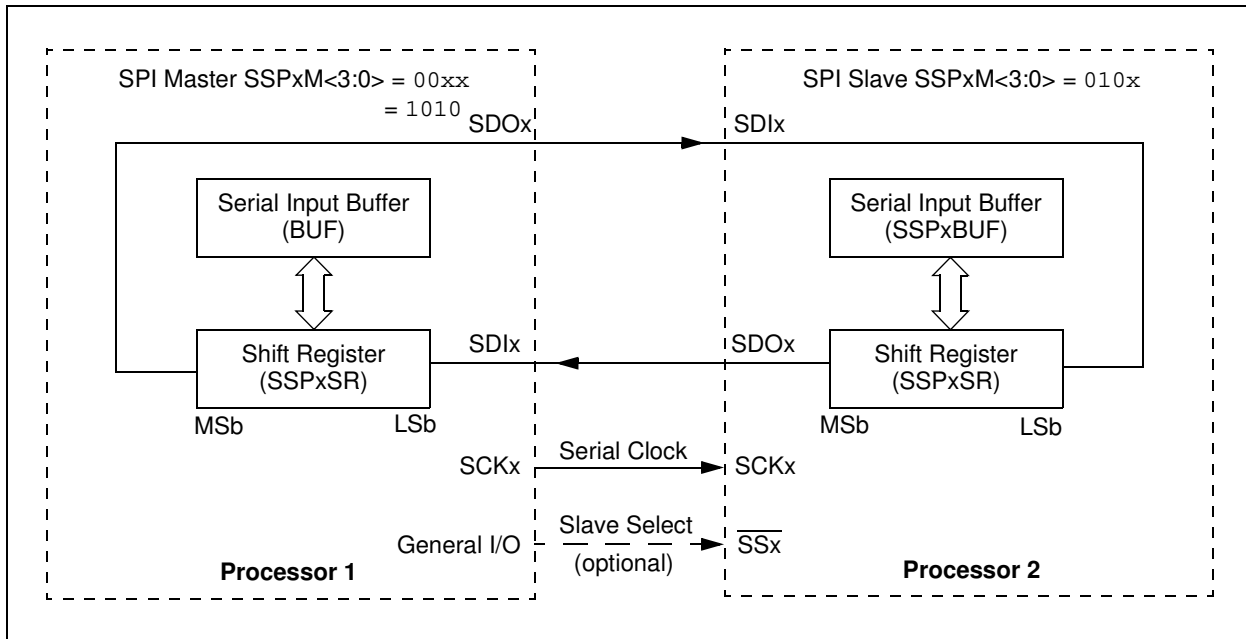 SPI Master SSPxM<3:0> = 00xx
= 1010
SDOx
Serial Input Buffer
(BUF)
Shift Register
(SSPxSR)
MSb
LSb
SDIx
SCKx
General I/O
Processor 1
Serial Clock
Slave Select
(optional)
SPI Slave SSPxM<3:0> = 010x
SDIx
Serial Input Buffer
(SSPxBUF)
SDOx
Shift Register
(SSPxSR)
MSb
LSb
SCKx
S̅S̅x̅
Processor 2